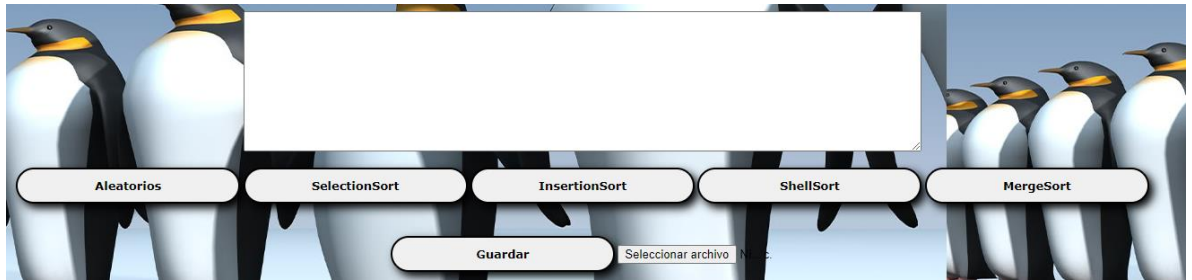 Aleatorios SelectionSort InsertionSort ShellSort MergeSort
Guardar Seleccionar archivo